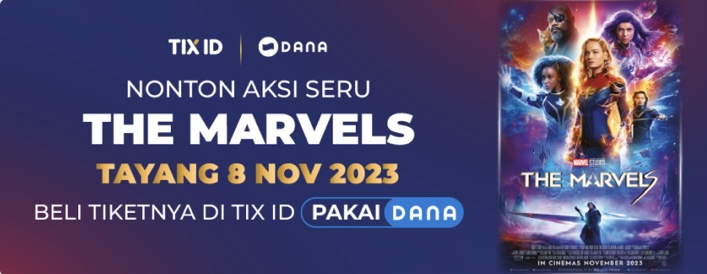 TIX ID DANA
NONTON AKSI SERU
THE MARVELS
TAYANG 8 NOV 2023
BELI TIKETNYA DI TIX ID PAKAI DANA
MARVEL STUDIOS
THE MARVELS
IN CINEMAS NOVEMBER 2023